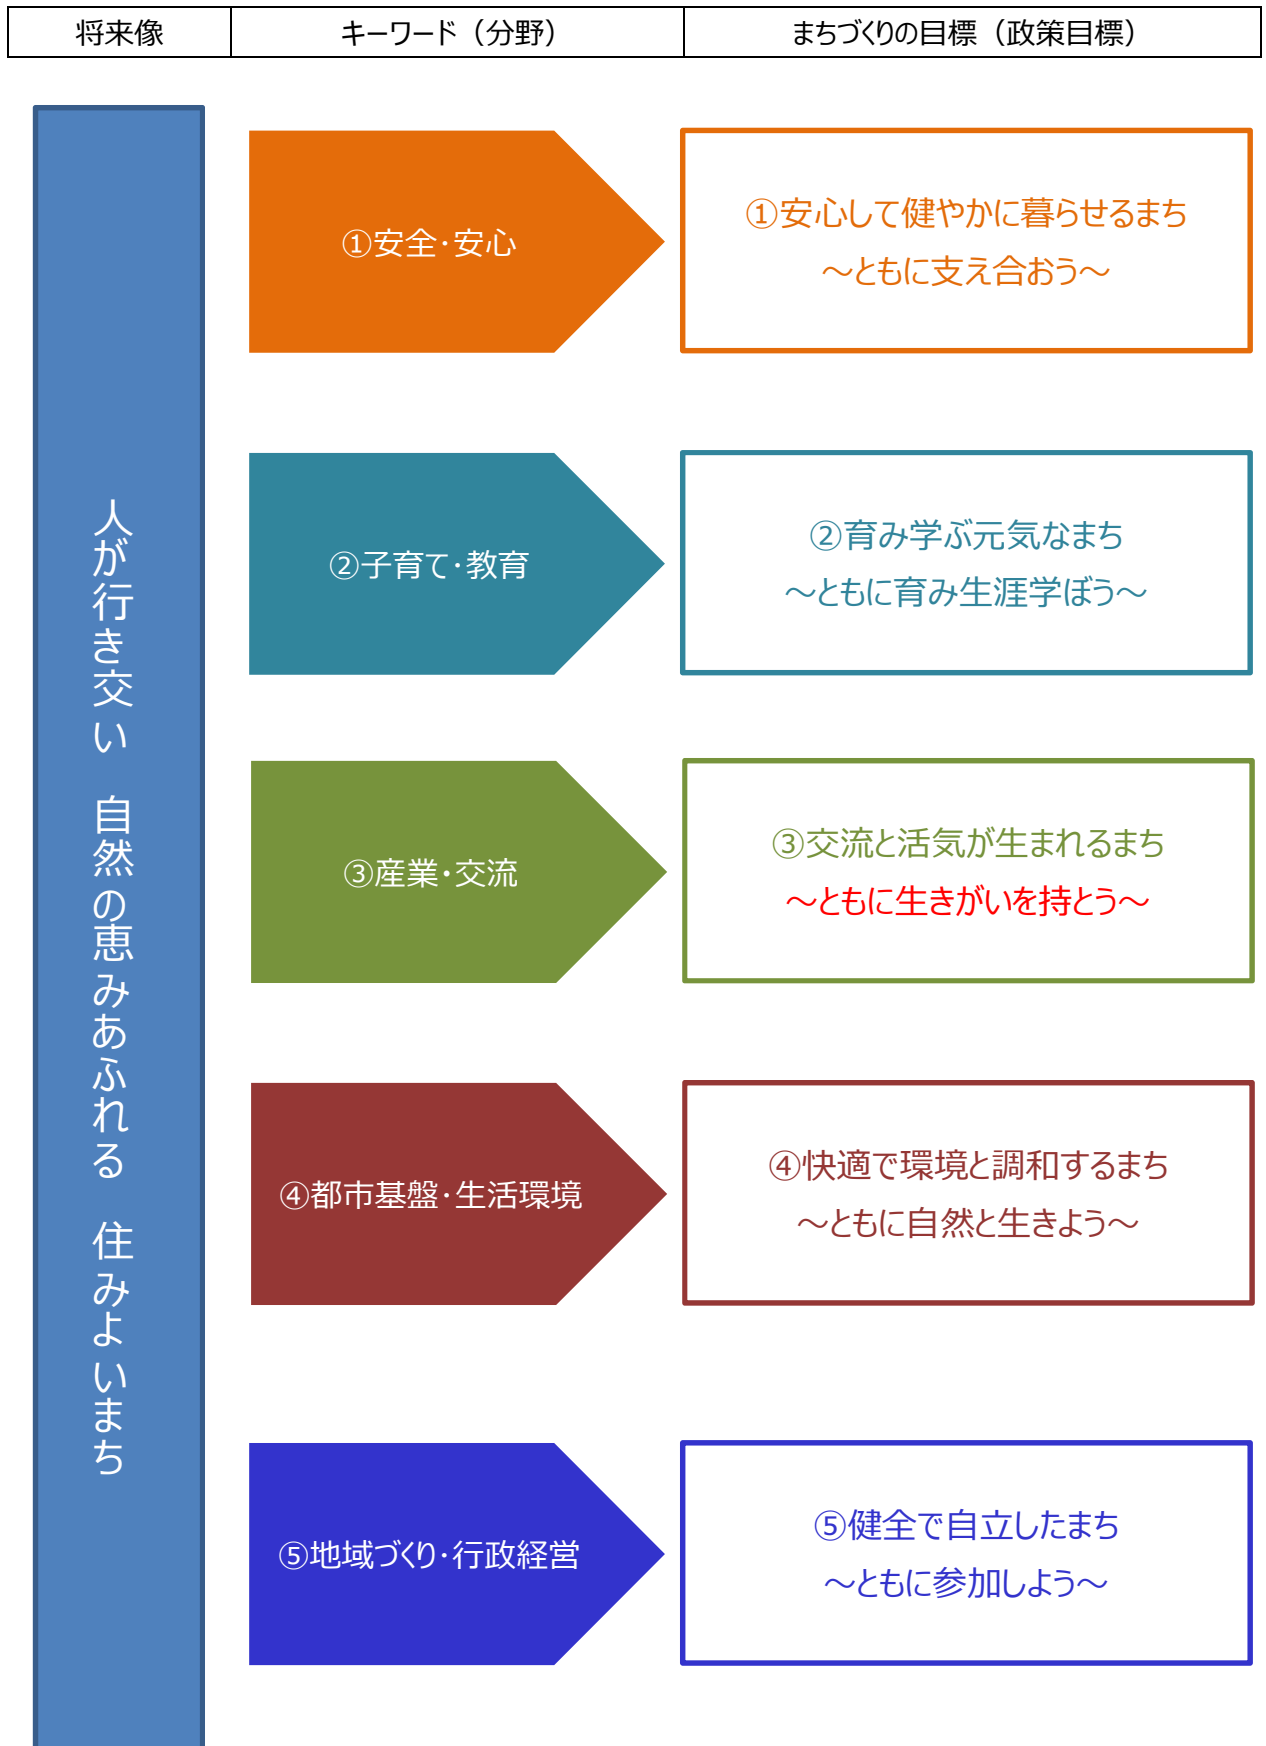 将来像
キーワード（分野）
まちづくりの目標（政策目標）
人が行き交い　自然の恵みあふれる　住みよいまち
①安全・安心
①安心して健やかに暮らせるまち
～ともに支え合おう～
②子育て・教育
②育み学ぶ元気なまち
～ともに育み生涯学ぼう～
③産業・交流
③交流と活気が生まれるまち
～ともに生きがいを持とう～
④都市基盤・生活環境
④快適で環境と調和するまち
～ともに自然と生きよう～
⑤地域づくり・行政経営
⑤健全で自立したまち
～ともに参加しよう～